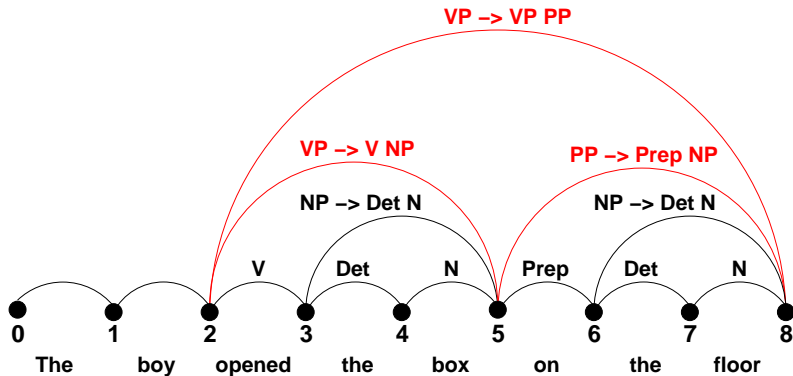 VP –> VP PP
VP –> V NP
PP –> Prep NP
NP –> Det N
NP –> Det N
V Det N Prep Det N
0 1 2 3 4 5 6 7 8
The boy opened the box on the floor